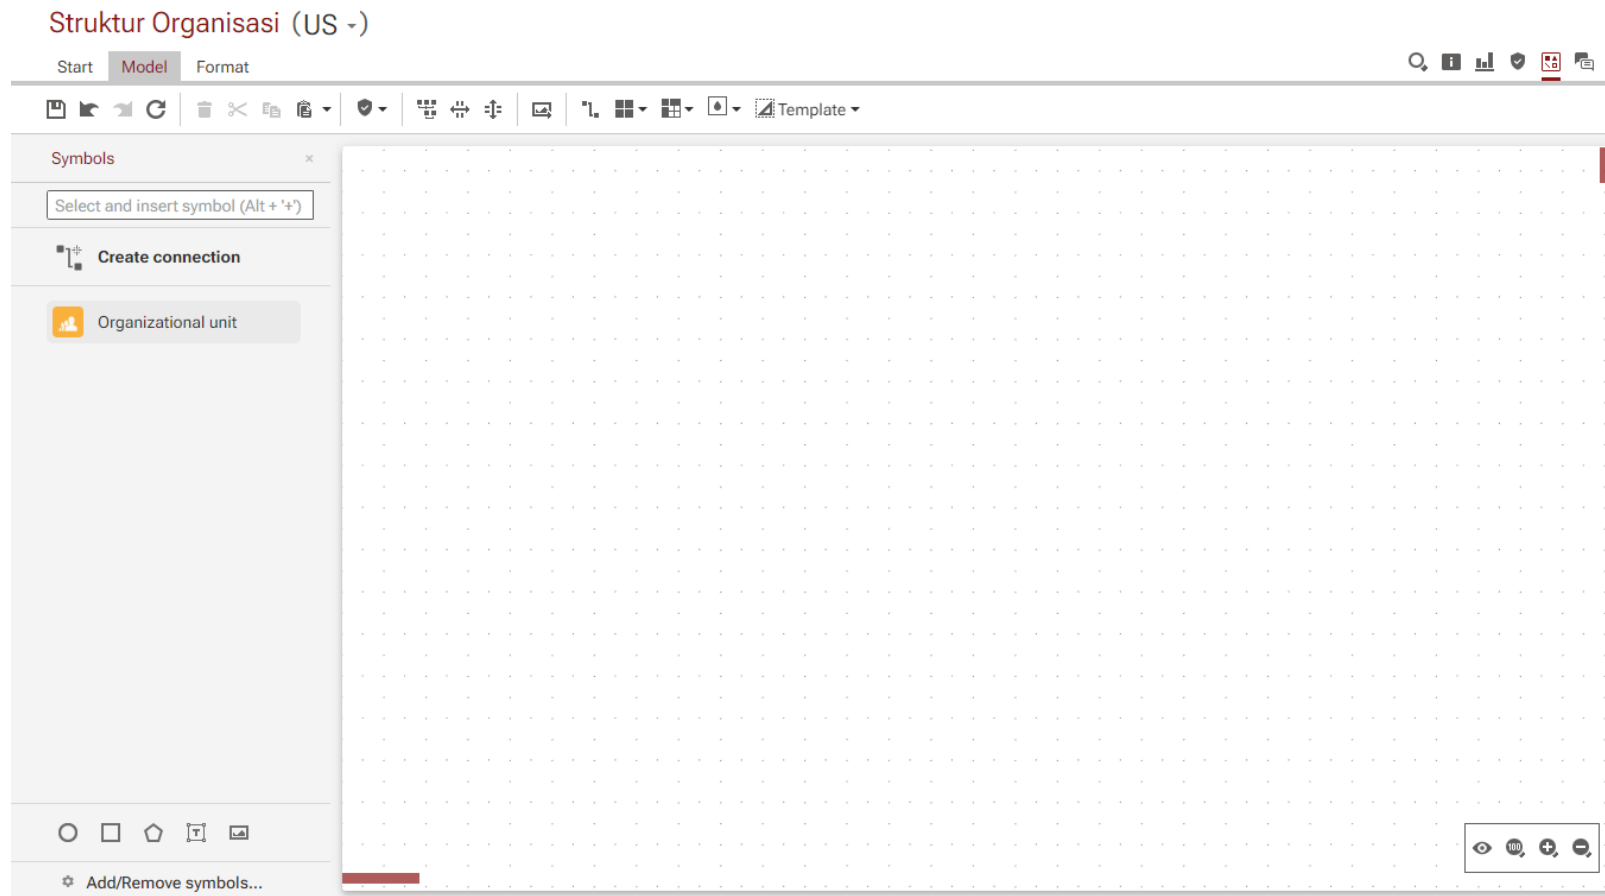 Struktur Organisasi (US)
Start Model Format
Template
Symbols ×
Select and insert symbol (Alt + '+')
Create connection
Organizational unit
T
100
Add/Remove symbols...